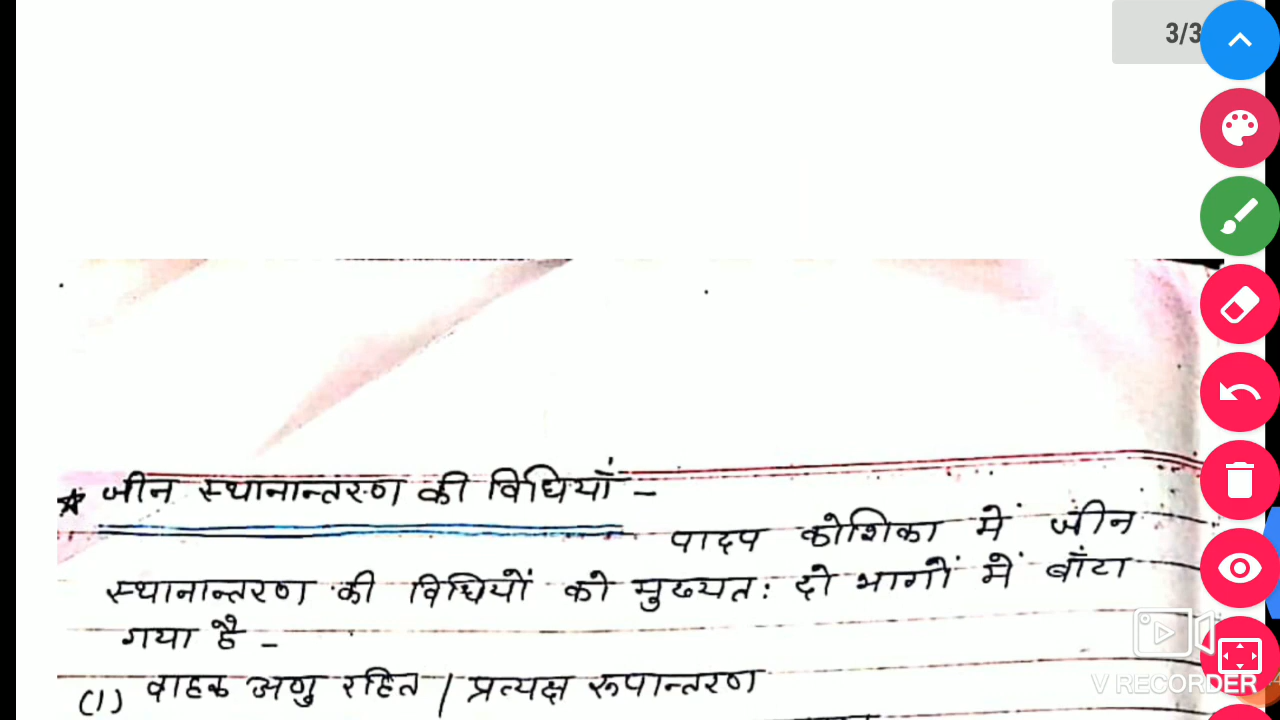 3/3
★ जीन स्थानान्तरण की विधियाँ –
पादप कोशिका में जीन
स्थानान्तरण की विधियों को मुख्यत: दो भागों में बाँटा
गया है –
(1) वाहक अणु रहित / प्रत्यक्ष रूपान्तरण
V RECORDER